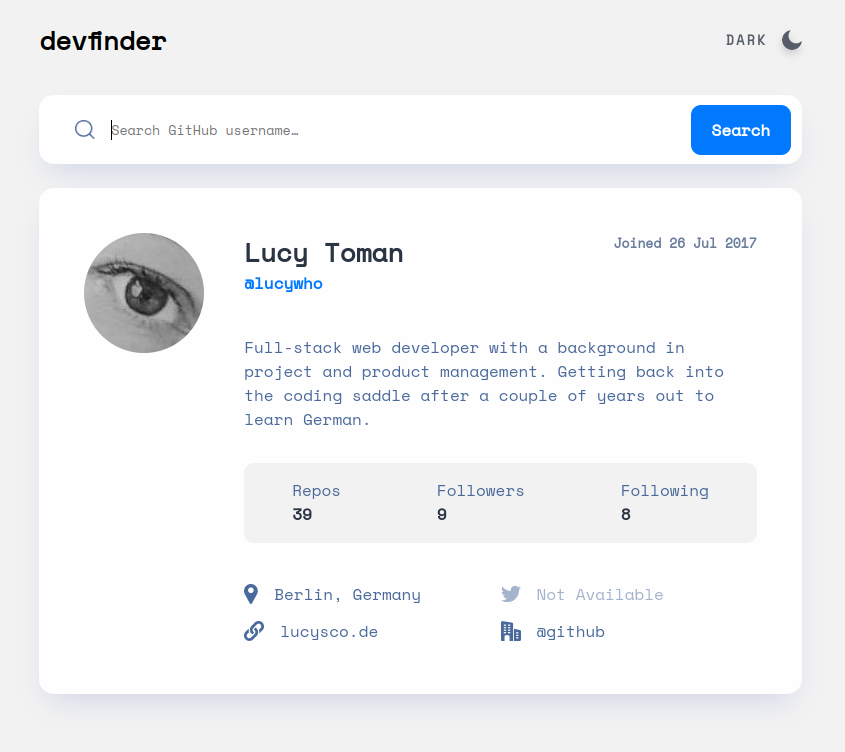 devfinder
DARK
Search GitHub username…
Search
Lucy Toman
Joined 26 Jul 2017
@lucywho
Full-stack web developer with a background in
project and product management. Getting back into
the coding saddle after a couple of years out to
learn German.
Repos
Followers
Following
39
9
8
Berlin, Germany
Not Available
lucysco.de
@github